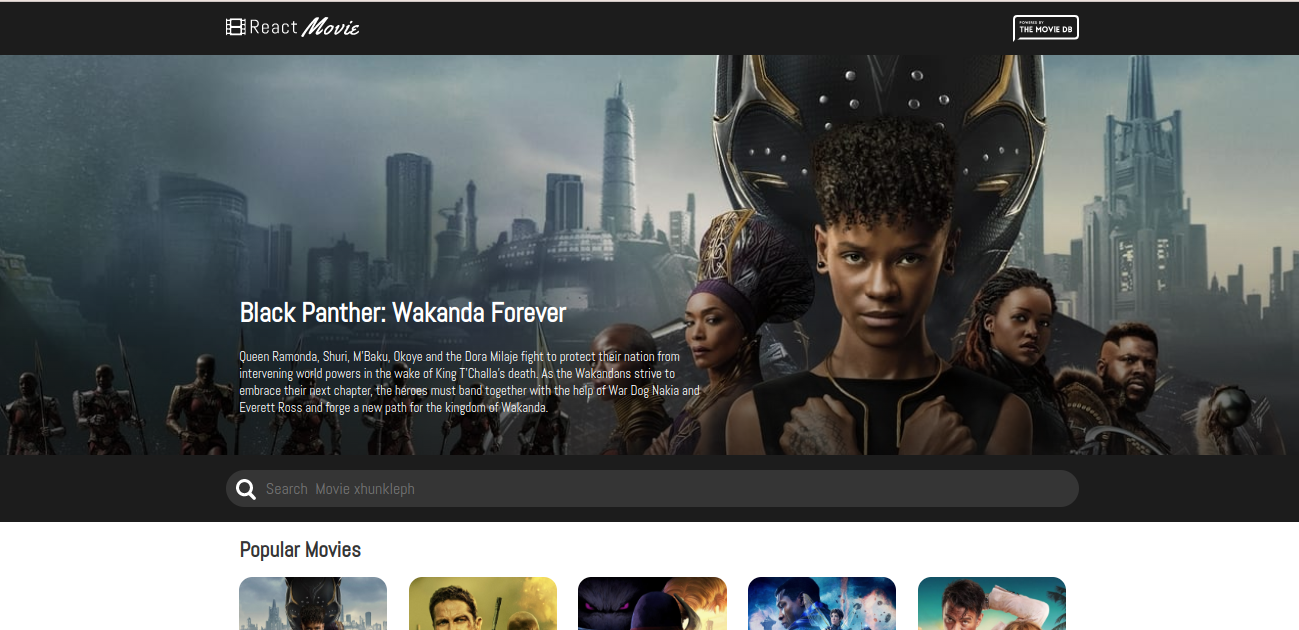 React Movie
POWERED BY
THE MOVIE DB
Black Panther: Wakanda Forever
Queen Ramonda, Shuri, M'Baku, Okoye and the Dora Milaje fight to protect their nation from
intervening world powers in the wake of King T'Challa's death. As the Wakandans strive to
embrace their next chapter, the heroes must band together with the help of War Dog Nakia and
Everett Ross and forge a new path for the kingdom of Wakanda.
Search  Movie xhunkleph
Popular Movies